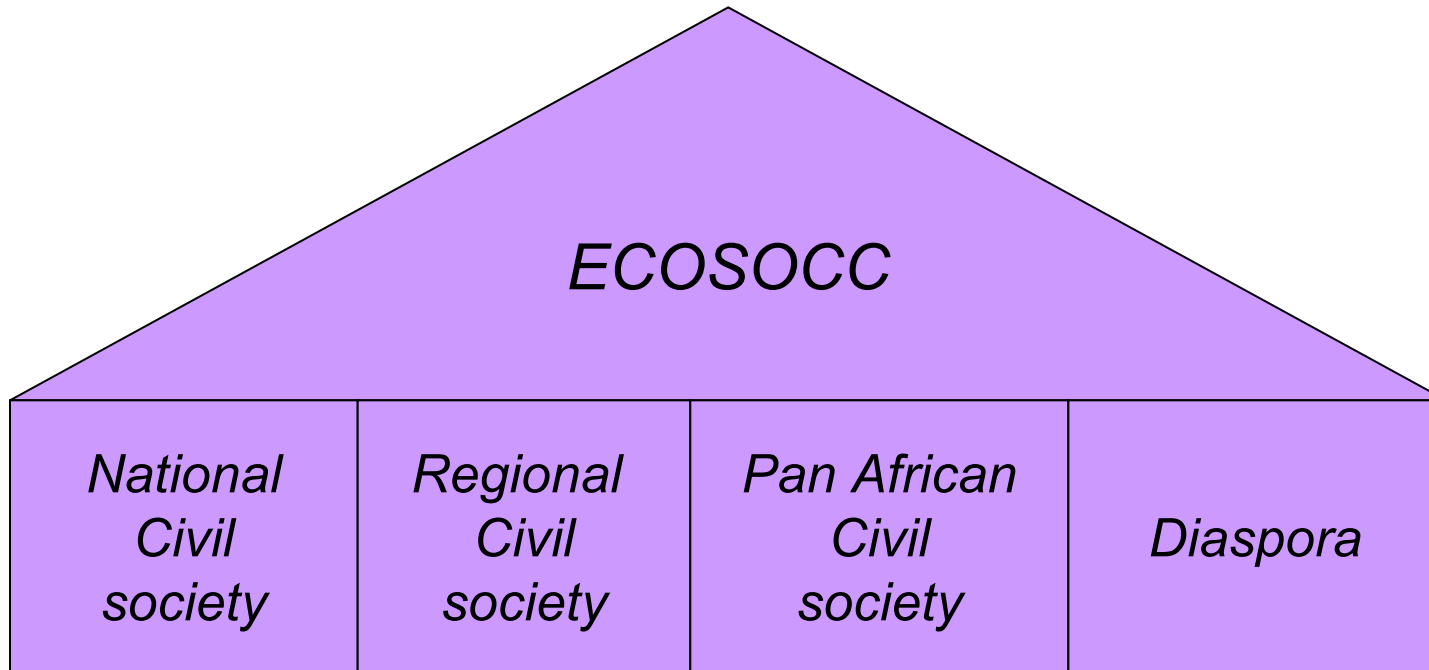 ECOSOCC
National
Civil
society
Regional
Civil
society
Pan African
Civil
society
Diaspora